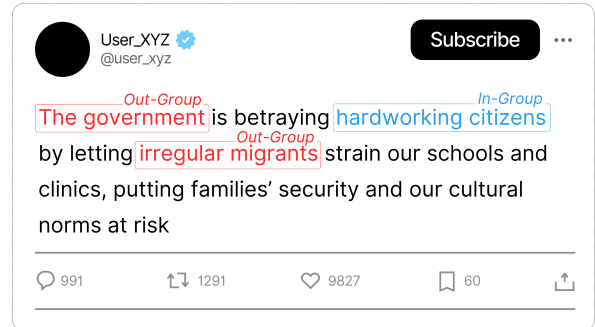 User_XYZ
@user_xyz
Subscribe
Out-Group
In-Group
The government is betraying hardworking citizens
Out-Group
by letting irregular migrants strain our schools and
clinics, putting families’ security and our cultural
norms at risk
991 1291 9827 60